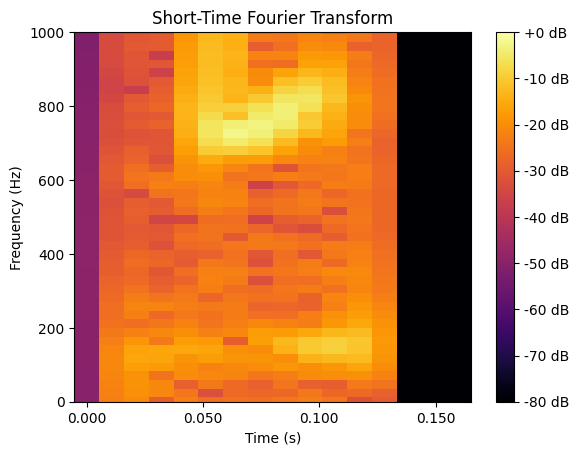 Short-Time Fourier Transform
1000
800
600
400
200
0
Frequency (Hz)
0.000
0.050
0.100
0.150
Time (s)
+0 dB
-10 dB
-20 dB
-30 dB
-40 dB
-50 dB
-60 dB
-70 dB
-80 dB